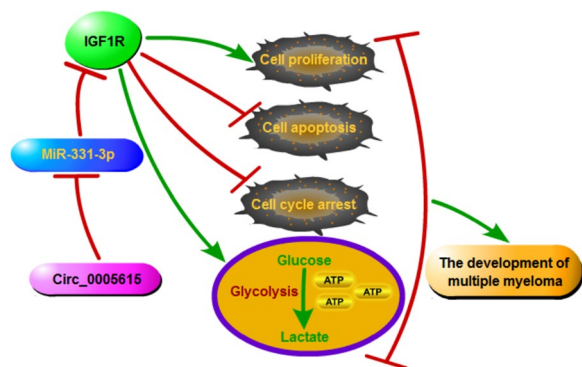 IGF1R
Cell proliferation
Cell apoptosis
MiR-331-3p
Cell cycle arrest
Circ_0005615
Glucose
Glycolysis
ATP
ATP
ATP
Lactate
The development of
multiple myeloma